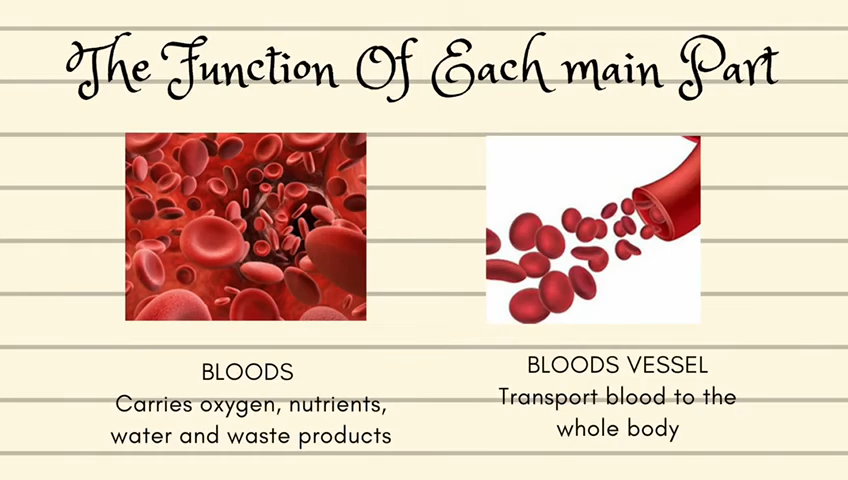 The Function Of Each main Part
BLOODS
Carries oxygen, nutrients,
water and waste products
BLOODS VESSEL
Transport blood to the
whole body